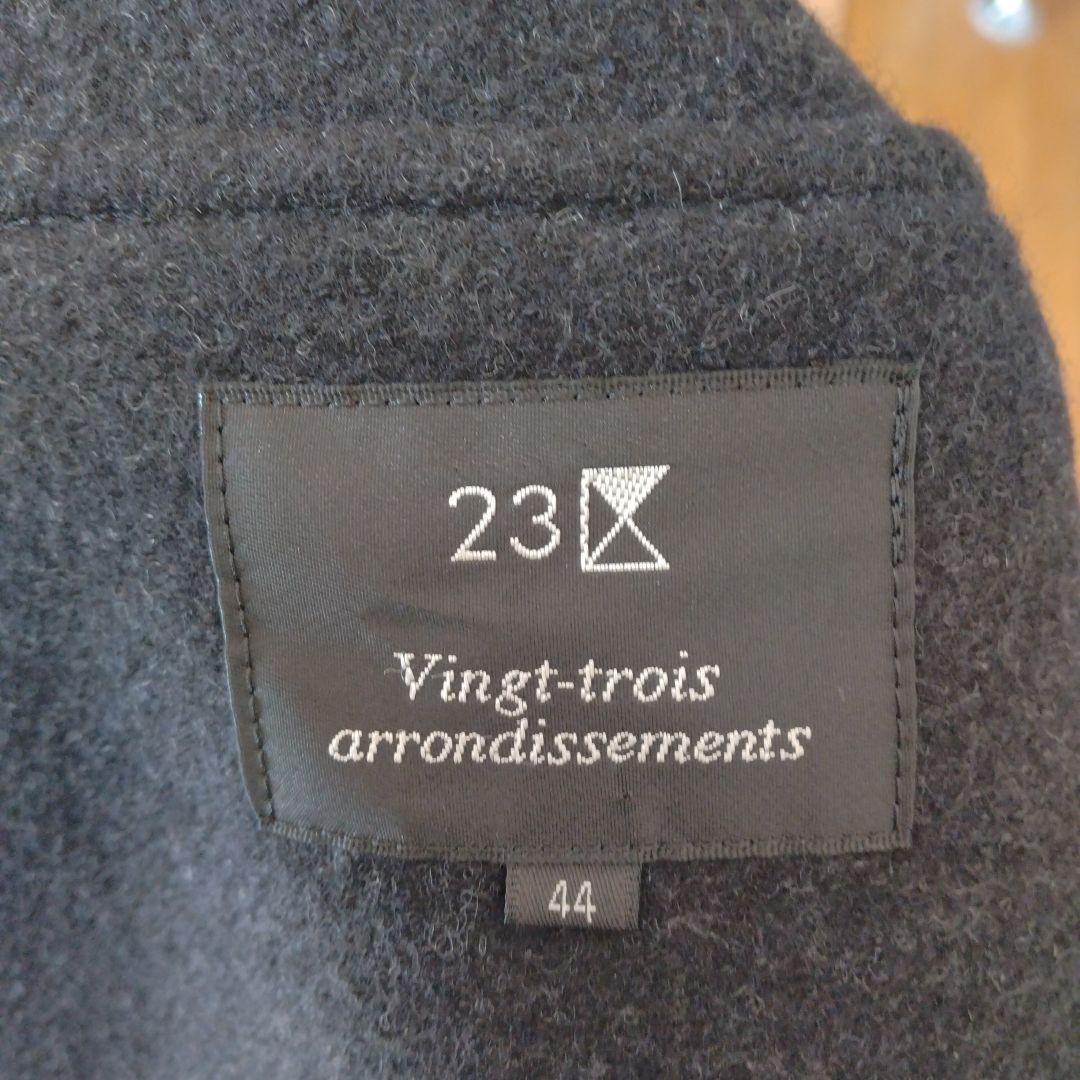 23
Vingt-trois
arrondissements
44